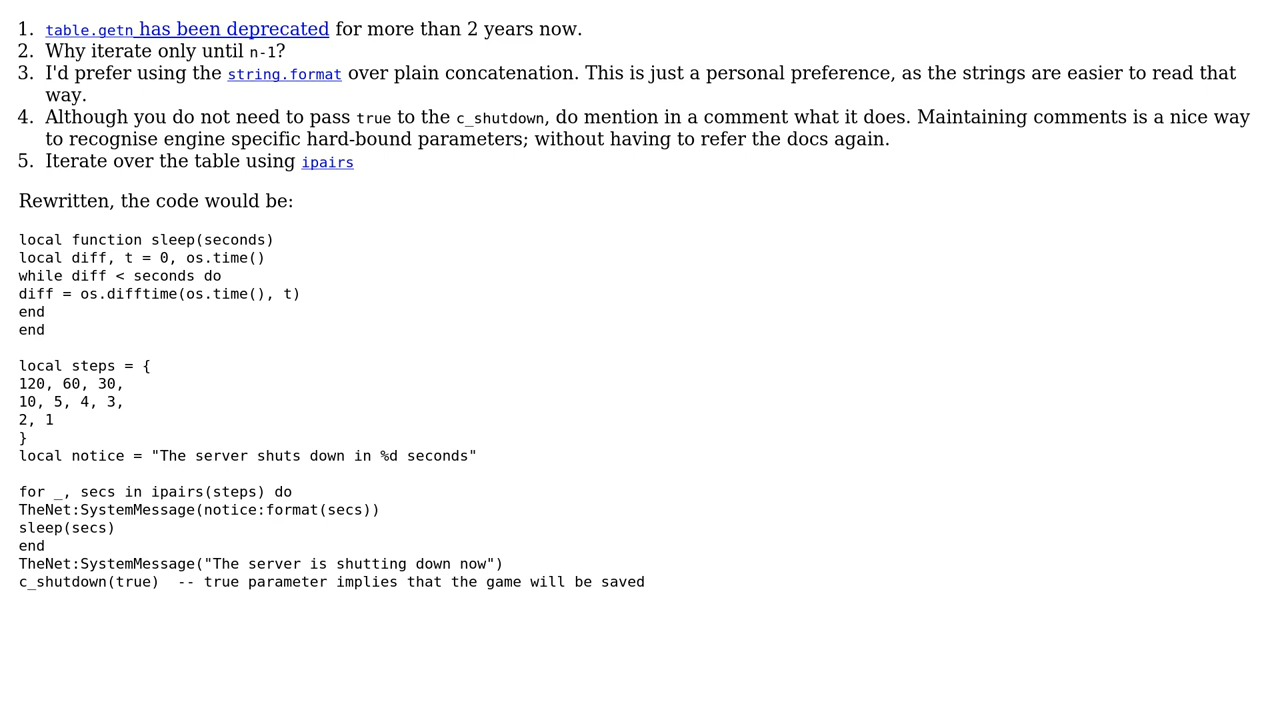 1. table.getn has been deprecated for more than 2 years now.
2. Why iterate only until n-1?
3. I'd prefer using the string.format over plain concatenation. This is just a personal preference, as the strings are easier to read that
way.
4. Although you do not need to pass true to the c_shutdown, do mention in a comment what it does. Maintaining comments is a nice way
to recognise engine specific hard-bound parameters; without having to refer the docs again.
5. Iterate over the table using ipairs
Rewritten, the code would be:
local function sleep(seconds)
local diff, t = 0, os.time()
while diff < seconds do
diff = os.difftime(os.time(), t)
end
end
local steps = {
120, 60, 30,
10, 5, 4, 3,
2, 1
}
local notice = "The server shuts down in %d seconds"
for _, secs in ipairs(steps) do
TheNet:SystemMessage(notice:format(secs))
sleep(secs)
end
TheNet:SystemMessage("The server is shutting down now")
c_shutdown(true)  -- true parameter implies that the game will be saved